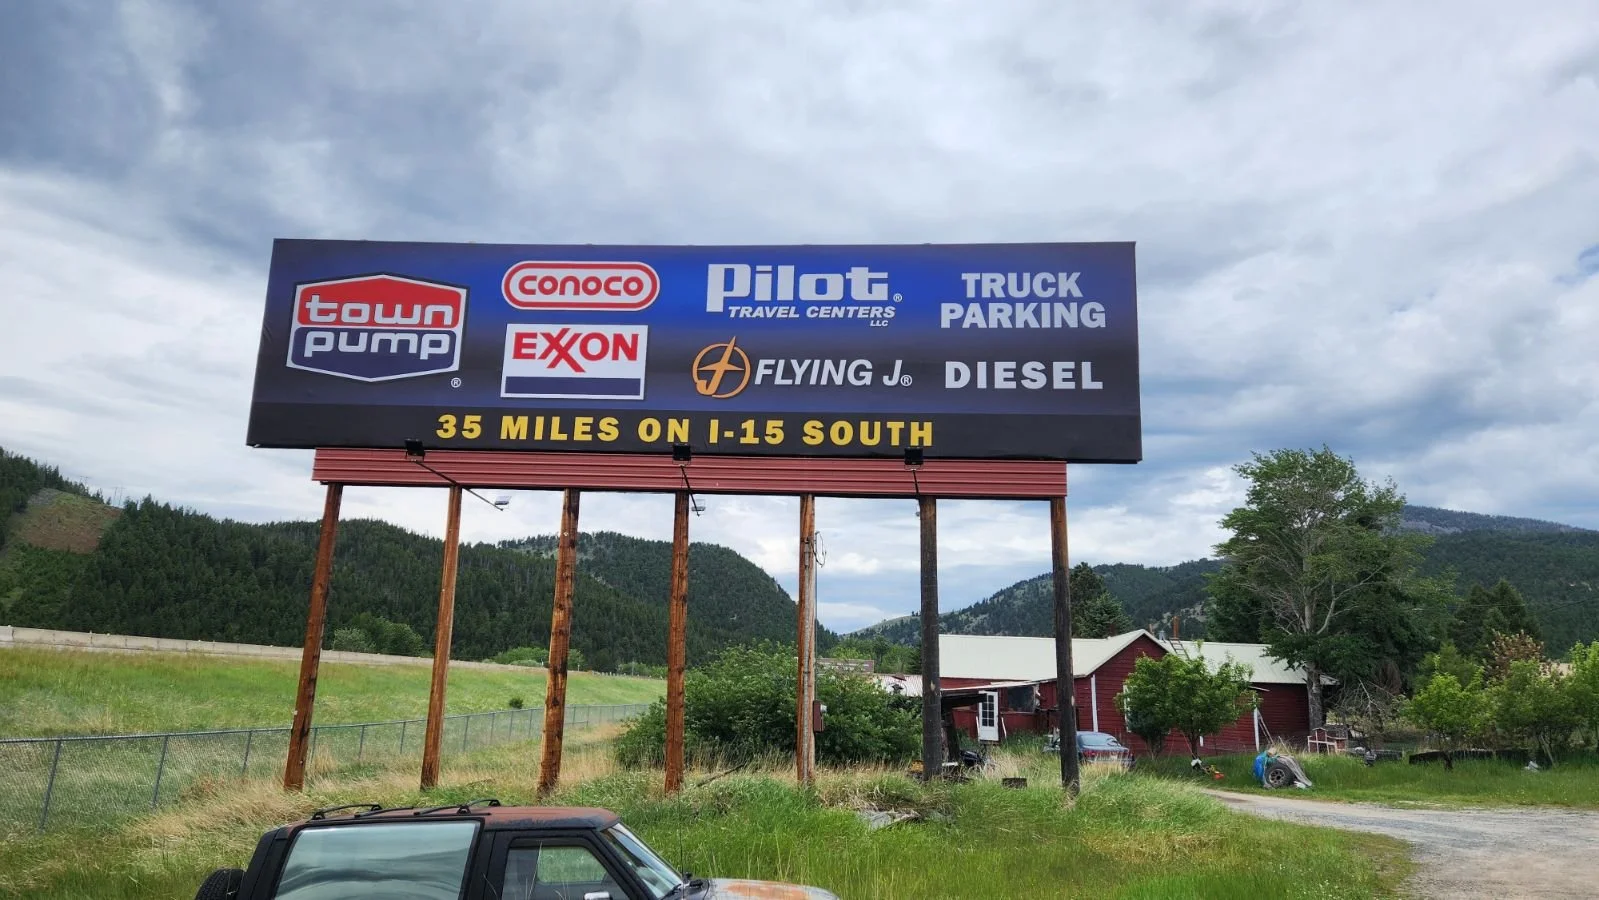 town
pump
®
CONOCO
EXXON
Pilot®
TRAVEL CENTERS
LLC
FLYING J®
TRUCK
PARKING
DIESEL
35 MILES ON I-15 SOUTH